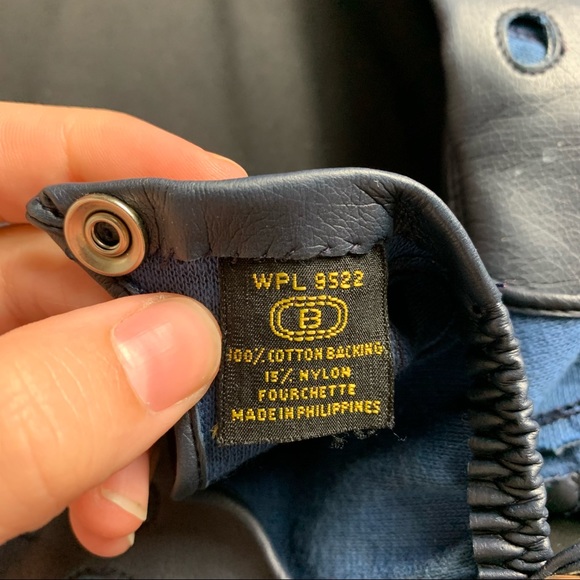 WPL 9522
B
100% COTTON BACKING
15% NYLON
FOURCHETTE
MADE IN PHILIPPINES